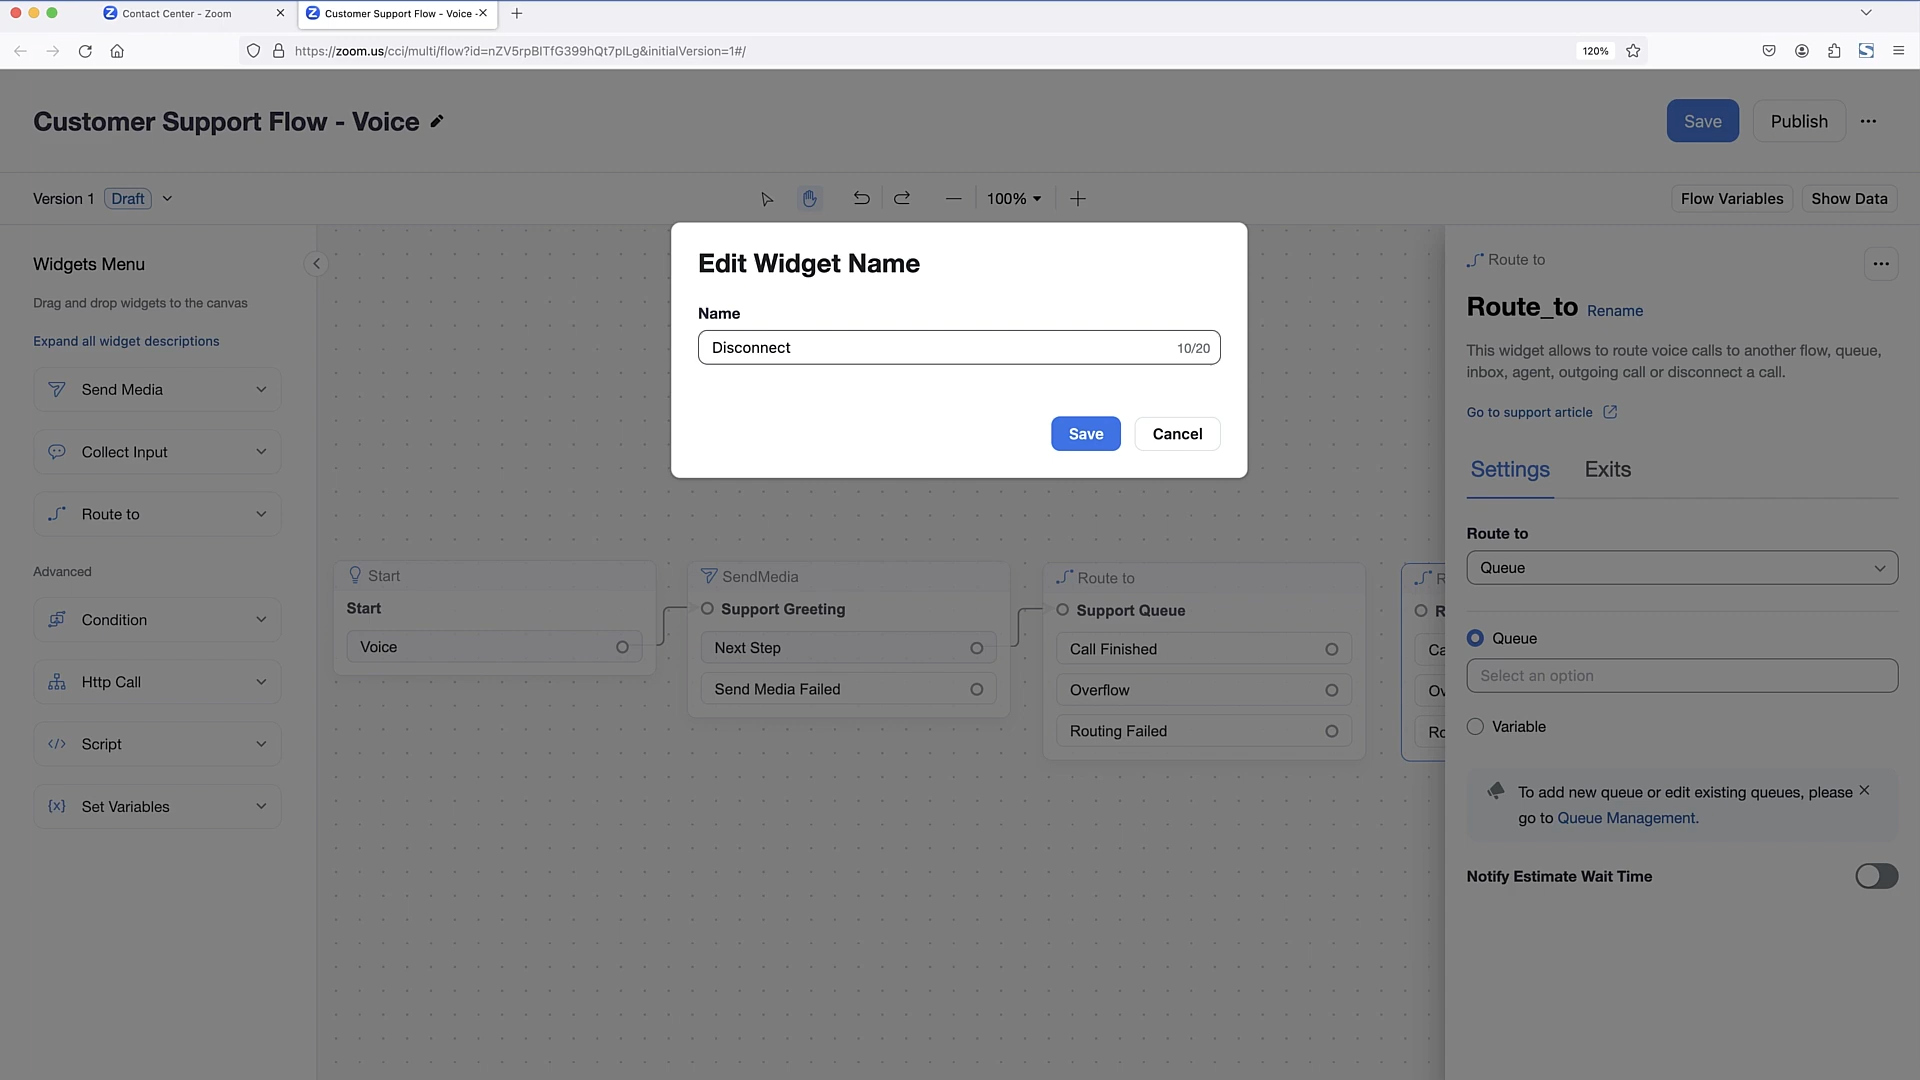 Contact Center - Zoom
Customer Support Flow - Voice -
https://zoom.us/cci/multi/flow?id=nZV5rpBlTfG399hQt7pILg&initialVersion=1#/
120%
Customer Support Flow - Voice
Save
Publish
Version 1
Draft
100%
Flow Variables
Show Data
Widgets Menu
Drag and drop widgets to the canvas
Expand all widget descriptions
Send Media
Collect Input
Route to
Advanced
Condition
Http Call
Script
Set Variables
Edit Widget Name
Name
Disconnect
10/20
Save
Cancel
Start
Start
Voice
SendMedia
Support Greeting
Next Step
Send Media Failed
Route to
Support Queue
Call Finished
Overflow
Routing Failed
R
R
Ca
Ov
Ro
Route to
Route_to
Rename
This widget allows to route voice calls to another flow, queue,
inbox, agent, outgoing call or disconnect a call.
Go to support article
Settings
Exits
Route to
Queue
Queue
Select an option
Variable
To add new queue or edit existing queues, please
go to Queue Management.
Notify Estimate Wait Time